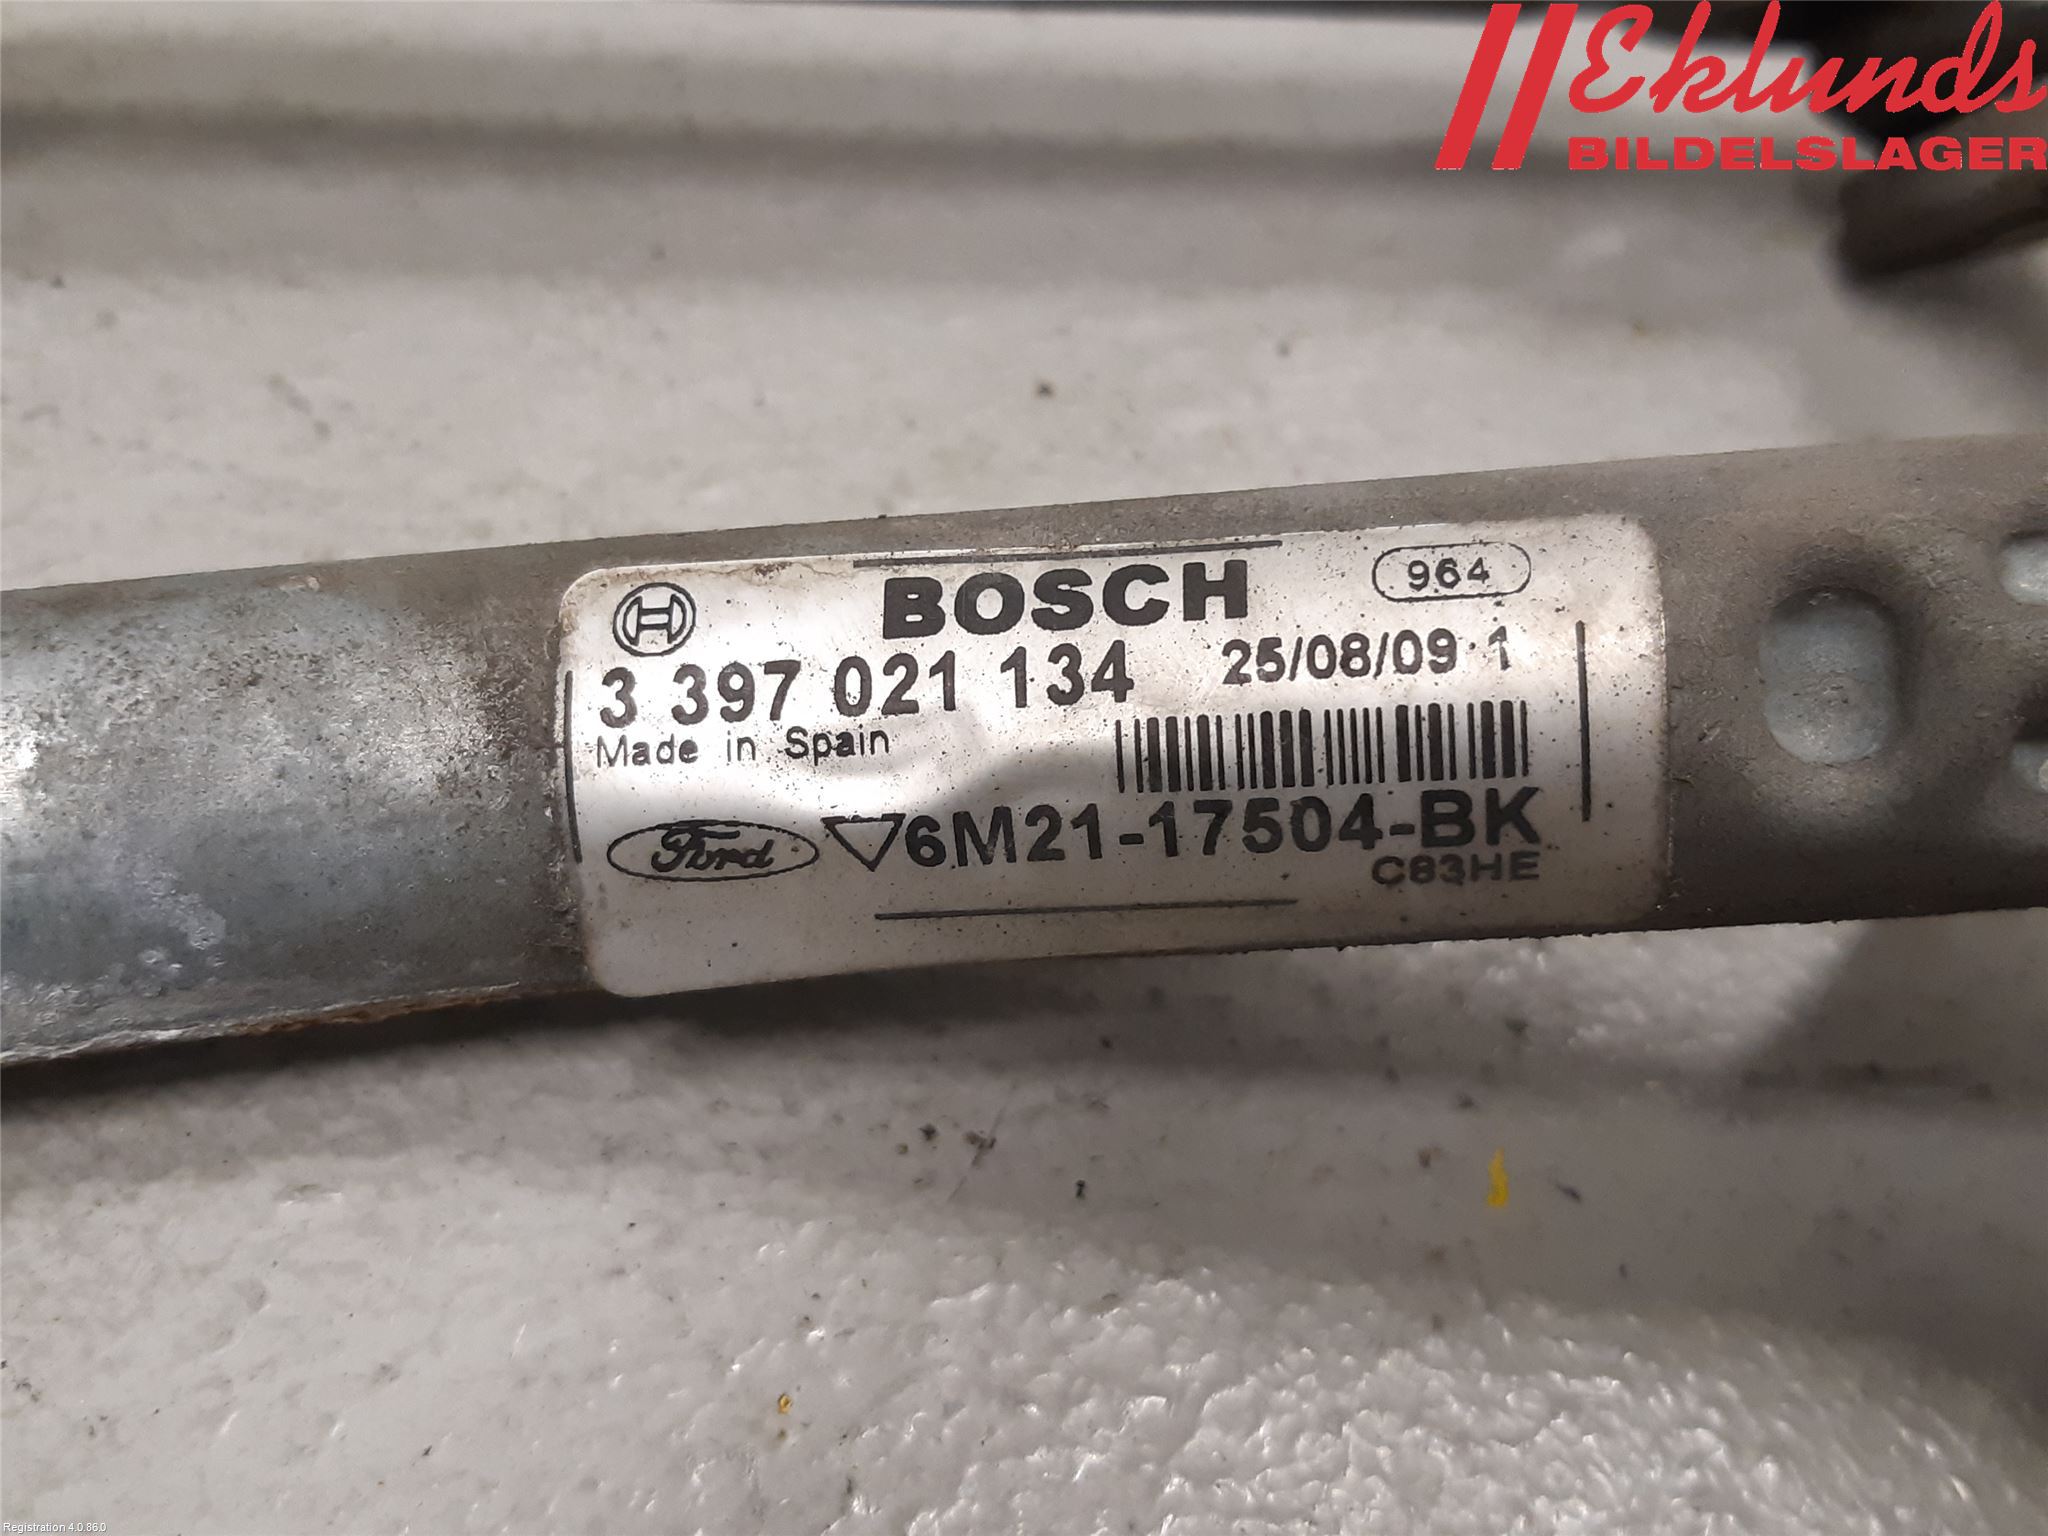 Eklunds
BILDELSLAGER
BOSCH
964
3 397 021 134
25/08/09 1
Made in Spain
Ford
6M21-17504-BK
C83HE
Registration 4.0.86.0